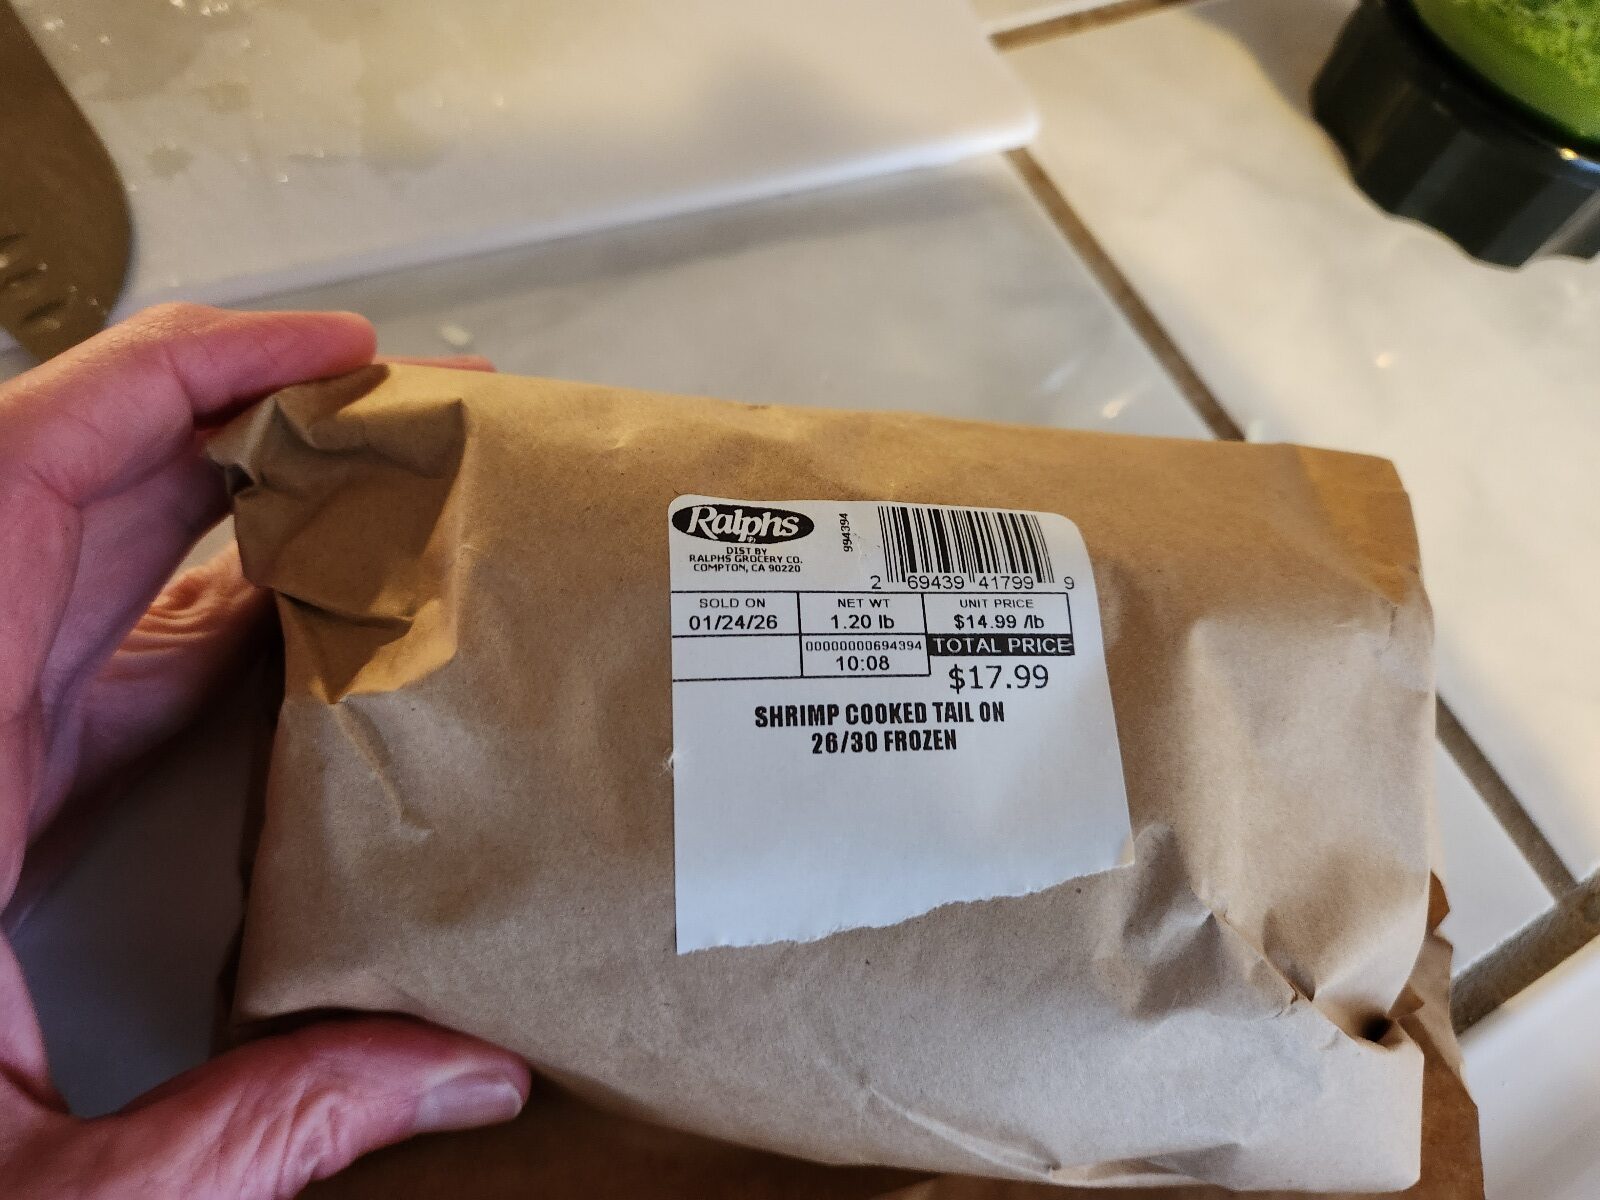 Ralphs
DIST BY
RALPHS GROCERY CO.
COMPTON, CA 90220
994394
2 69439 41799 9
SOLD ON
01/24/26
NET WT
1.20 lb
UNIT PRICE
$14.99 /lb
00000000694394
10:08
TOTAL PRICE
$17.99
SHRIMP COOKED TAIL ON
26/30 FROZEN